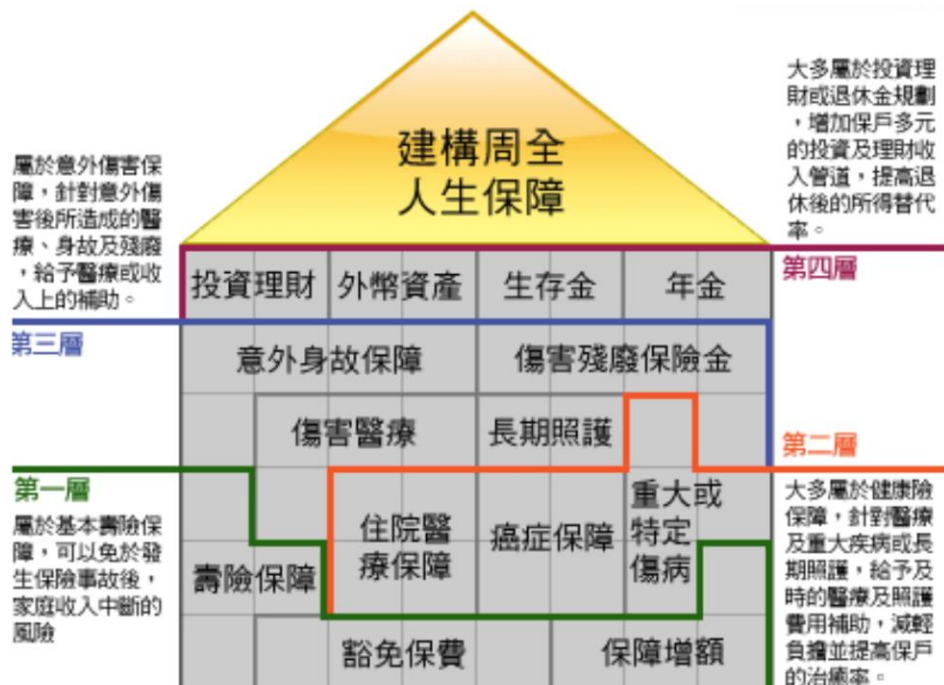 建構周全
人生保障
屬於意外傷害保
障，針對意外傷
害後所造成的醫
療、身故及殘廢
，給予醫療或收
入上的補助。
第三層
大多屬於投資理
財或退休金規劃
，增加保戶多元
的投資及理財收
入管道，提高退
休後的所得替代
率。
第四層
投資理財
外幣資產
生存金
年金
意外身故保障
傷害殘廢保險金
傷害醫療
長期照護
第二層
大多屬於健康險
保障，針對醫療
及重大疾病或長
期照護，給予及
時的醫療及照護
費用補助，減輕
負擔並提高保戶
的治癒率。
第一層
屬於基本壽險保
障，可以免於發
生保險事故後，
家庭收入中斷的
風險
住院醫
療保障
癌症保障
重大或
特定
傷病
壽險保障
豁免保費
保障增額